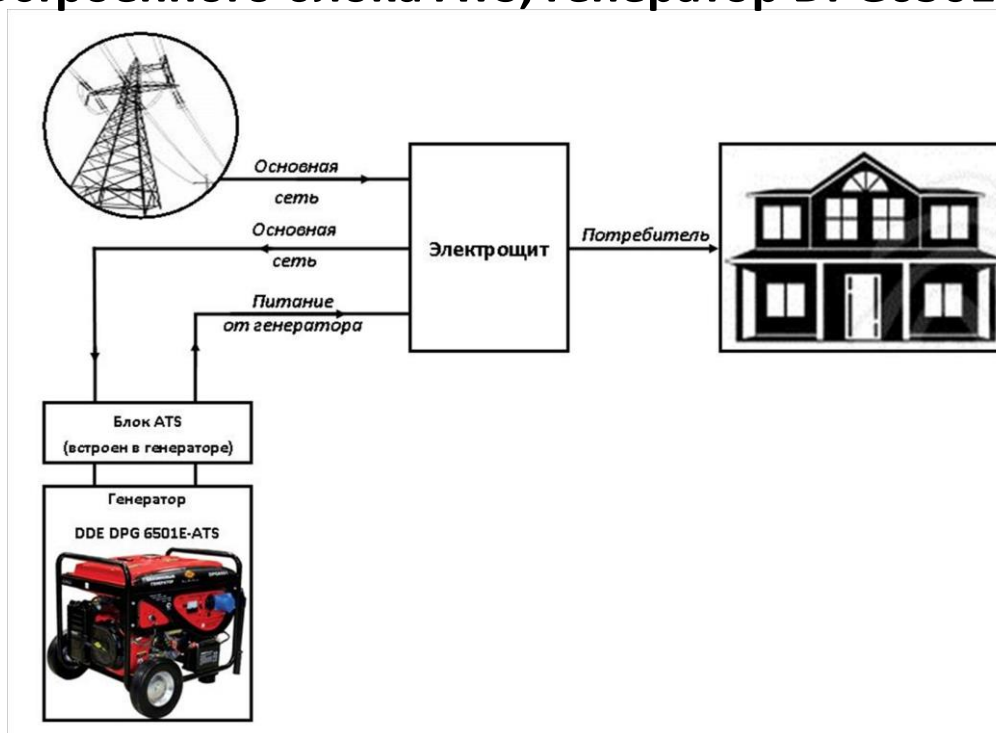 Основная
сеть
Основная
сеть
Питание
от генератора
Электрощит
Потребитель
Блок ATS
(встроен в генераторе)
Генератор
DDE DPG 6501E-ATS